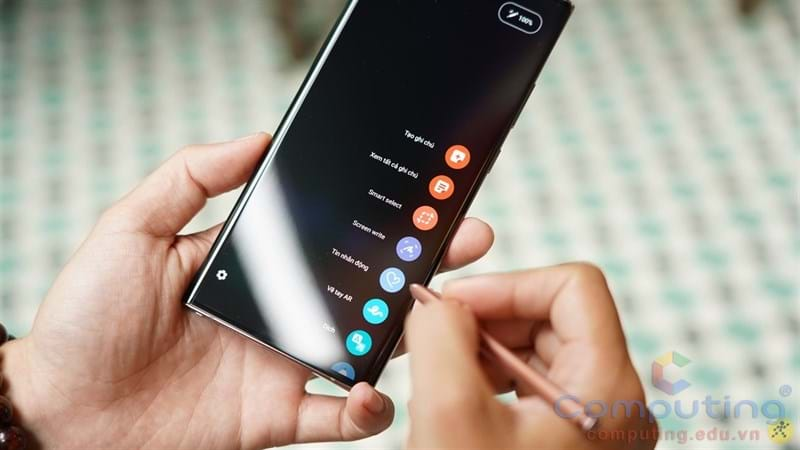 100%
Tạo ghi chú
Xem tất cả ghi chú
Smart select
Screen write
Tin nhắn động
Vẽ tay AR
Dịch
Computing®
computing.edu.vn